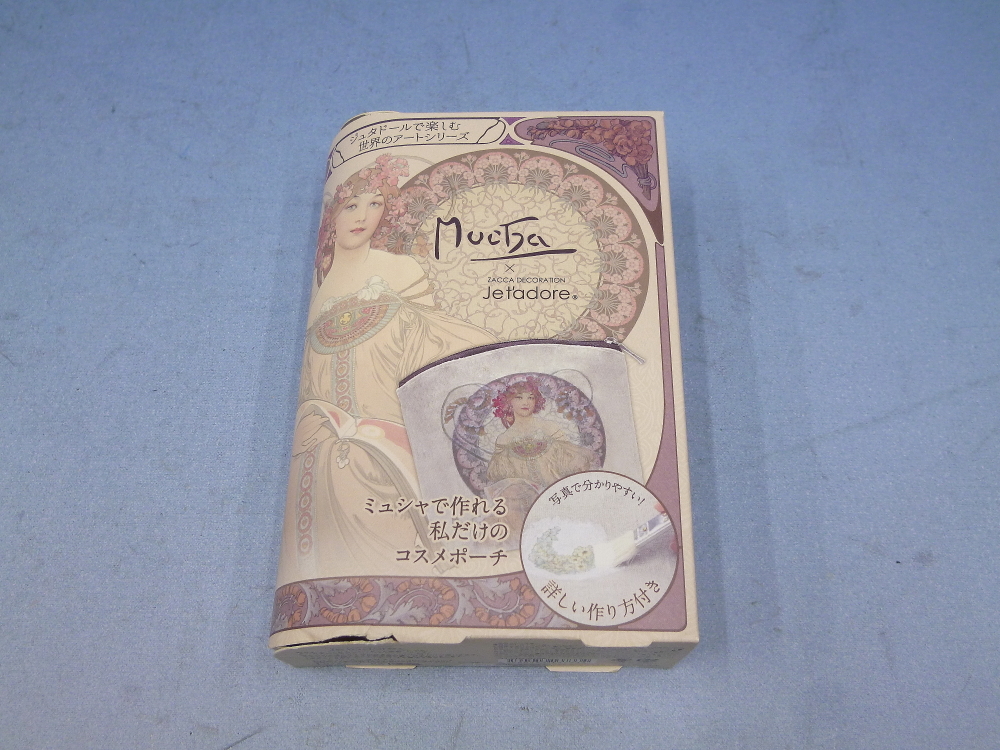 ジュタドールで楽しむ
世界のアートシリーズ
Mucha
×
ZACCA DECORATION
Jet'adore®
ミュシャで作れる
私だけの
コスメポーチ
写真で分かりやすい!
詳しい作り方付き